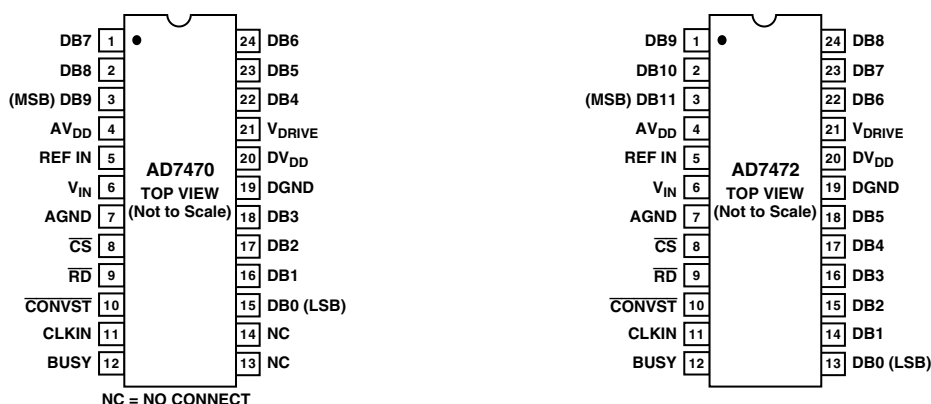 DB7 1 24 DB6
DB8 2 23 DB5
(MSB) DB9 3 22 DB4
AVDD 4 21 VDRIVE
REF IN 5 20 DVDD
VIN 6 19 DGND
AGND 7 18 DB3
CS 8 17 DB2
RD 9 16 DB1
CONVST 10 15 DB0 (LSB)
CLKIN 11 14 NC
BUSY 12 13 NC
AD7470
TOP VIEW
(Not to Scale)
NC = NO CONNECT
DB9 1 24 DB8
DB10 2 23 DB7
(MSB) DB11 3 22 DB6
AVDD 4 21 VDRIVE
REF IN 5 20 DVDD
VIN 6 19 DGND
AGND 7 18 DB5
CS 8 17 DB4
RD 9 16 DB3
CONVST 10 15 DB2
CLKIN 11 14 DB1
BUSY 12 13 DB0 (LSB)
AD7472
TOP VIEW
(Not to Scale)